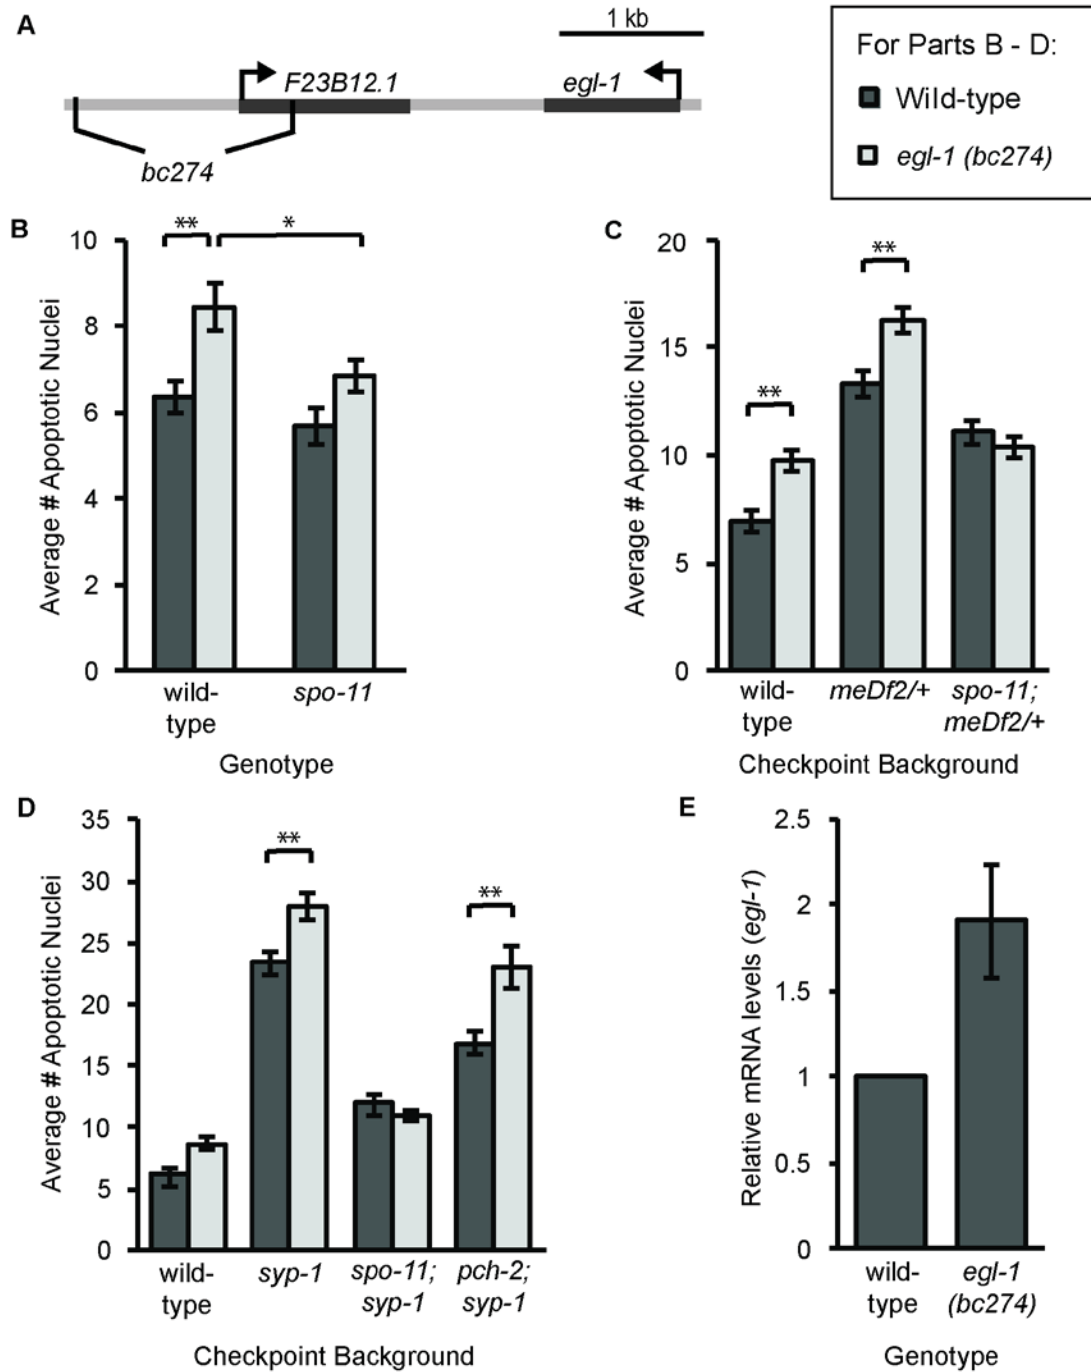 A
1 kb
F23B12.1
egl-1
bc274
For Parts B - D:
Wild-type
egl-1 (bc274)
B
**
*
10
8
6
4
2
0
Average # Apoptotic Nuclei
wild-
type
spo-11
Genotype
C
**
**
20
15
10
5
0
Average # Apoptotic Nuclei
wild-
type
meDf2/+
spo-11;
meDf2/+
Checkpoint Background
D
**
**
35
30
25
20
15
10
5
0
Average # Apoptotic Nuclei
wild-
type
syp-1
spo-11;
syp-1
pch-2;
syp-1
Checkpoint Background
E
2.5
2
1.5
1
0.5
0
Relative mRNA levels (egl-1)
wild-
type
egl-1
(bc274)
Genotype